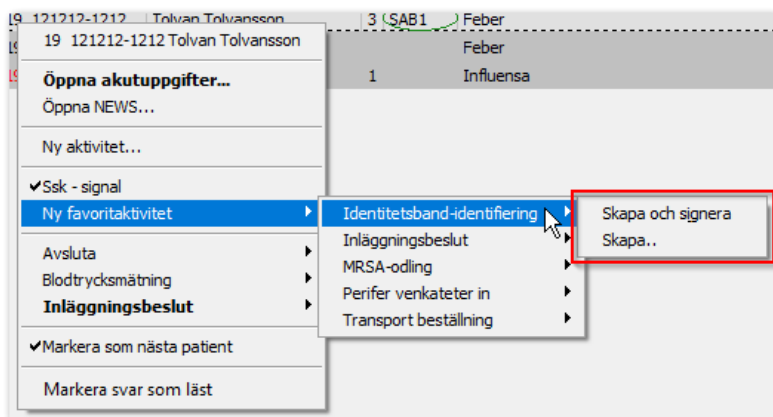 19 121212-1212 Tolvan Tolvansson 3 SAB1 Feber
19 121212-1212 Tolvan Tolvansson
Feber
1 Influensa
Öppna akutuppgifter...
Öppna NEWS...
Ny aktivitet...
✔Ssk - signal
Ny favoritaktivitet
Identitetsband-identifiering
Skapa och signera
Inläggningsbeslut
Skapa..
Avsluta
MRSA-odling
Blodtrycksmätning
Perifer venkateter in
Inläggningsbeslut
Transport beställning
✔Markera som nästa patient
Markera svar som läst